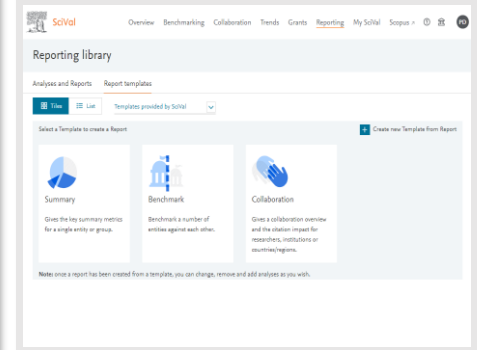 SciVal
Overview Benchmarking Collaboration Trends Grants Reporting My SciVal Scopus PD
Reporting library
Analyses and Reports Report templates
Tiles List Templates provided by SciVal
Select a Template to create a Report + Create new Template from Report
Summary
Gives the key summary metrics
for a single entity or group.
Benchmark
Benchmark a number of
entities against each other.
Collaboration
Gives a collaboration overview
and the citation impact for
researchers, institutions or
countries/regions.
Note: once a report has been created from a template, you can change, remove and add analyses as you wish.